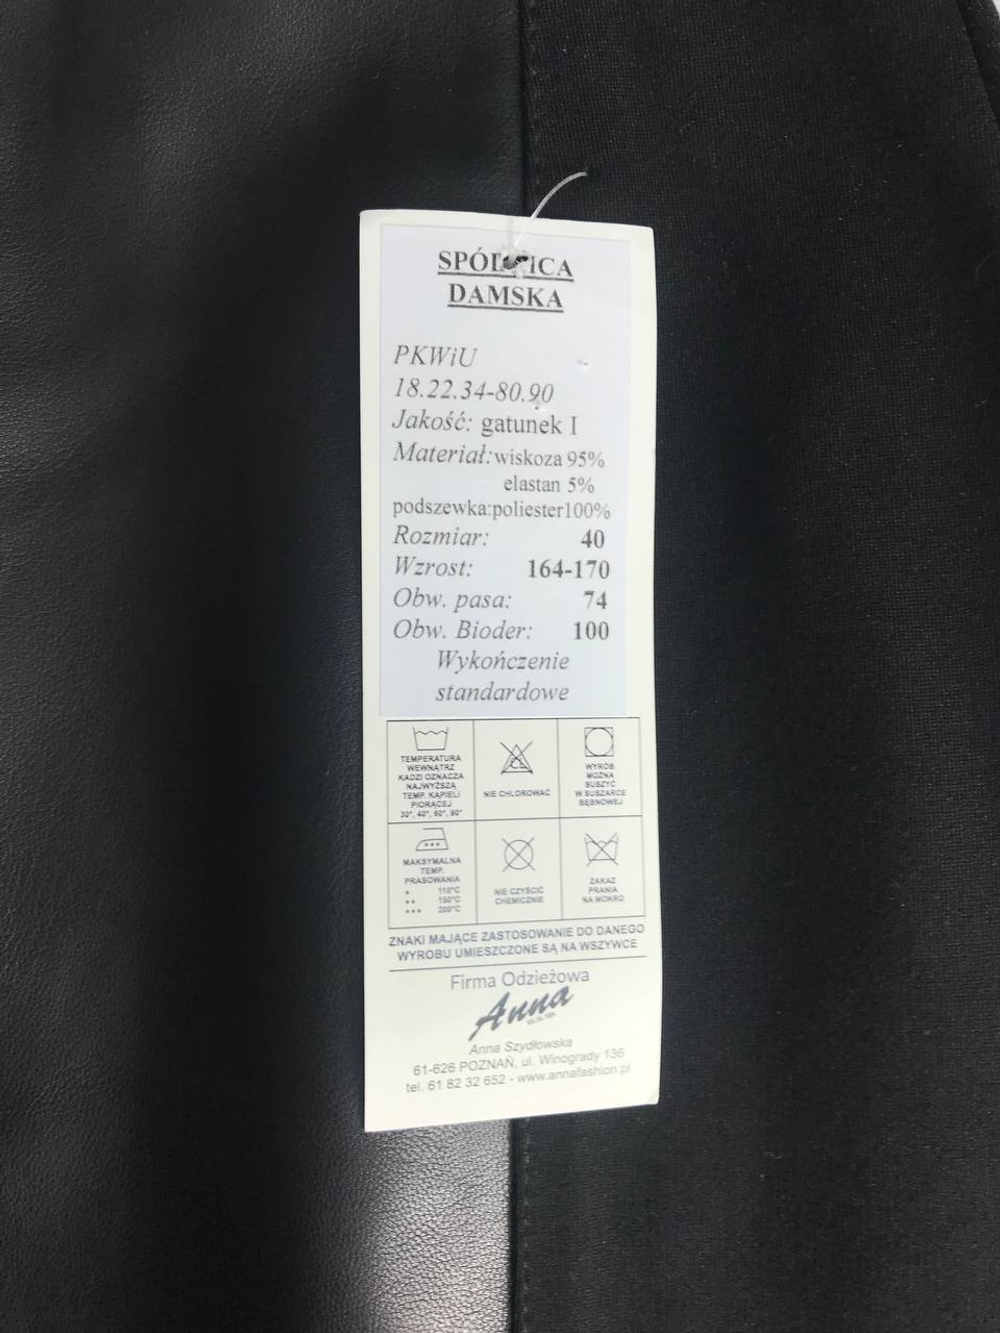 SPÓDNICA
DAMSKA
PKWiU
18.22.34-80.90
Jakość: gatunek I
Materiał:wiskoza 95%
elastan 5%
podszewka:poliester100%
Rozmiar: 40
Wzrost: 164-170
Obw. pasa: 74
Obw. Bioder: 100
Wykończenie
standardowe
TEMPERATURA
WEWNĄTRZ
KADZI OZNACZA
NAJWYŻSZĄ
TEMP. KĄPIELI
PIORĄCEJ
30°, 40°, 60°, 90°
CL
NIE CHLOROWAĆ
WYRÓB
MOŻNA
SUSZYĆ
W SUSZARCE
BĘBNOWEJ
MAKSYMALNA
TEMP.
PRASOWANIA
• 110°C
•• 150°C
••• 200°C
NIE CZYŚCIĆ
CHEMICZNIE
ZAKAZ
PRANIA
NA MOKRO
ZNAKI MAJĄCE ZASTOSOWANIE DO DANEGO
WYROBU UMIESZCZONE SĄ NA WSZYWCE
Firma Odzieżowa
Anna
Anna Szydłowska
61-626 POZNAŃ, ul. Winogrady 136
tel. 61 82 32 652 - www.annafashion.pl